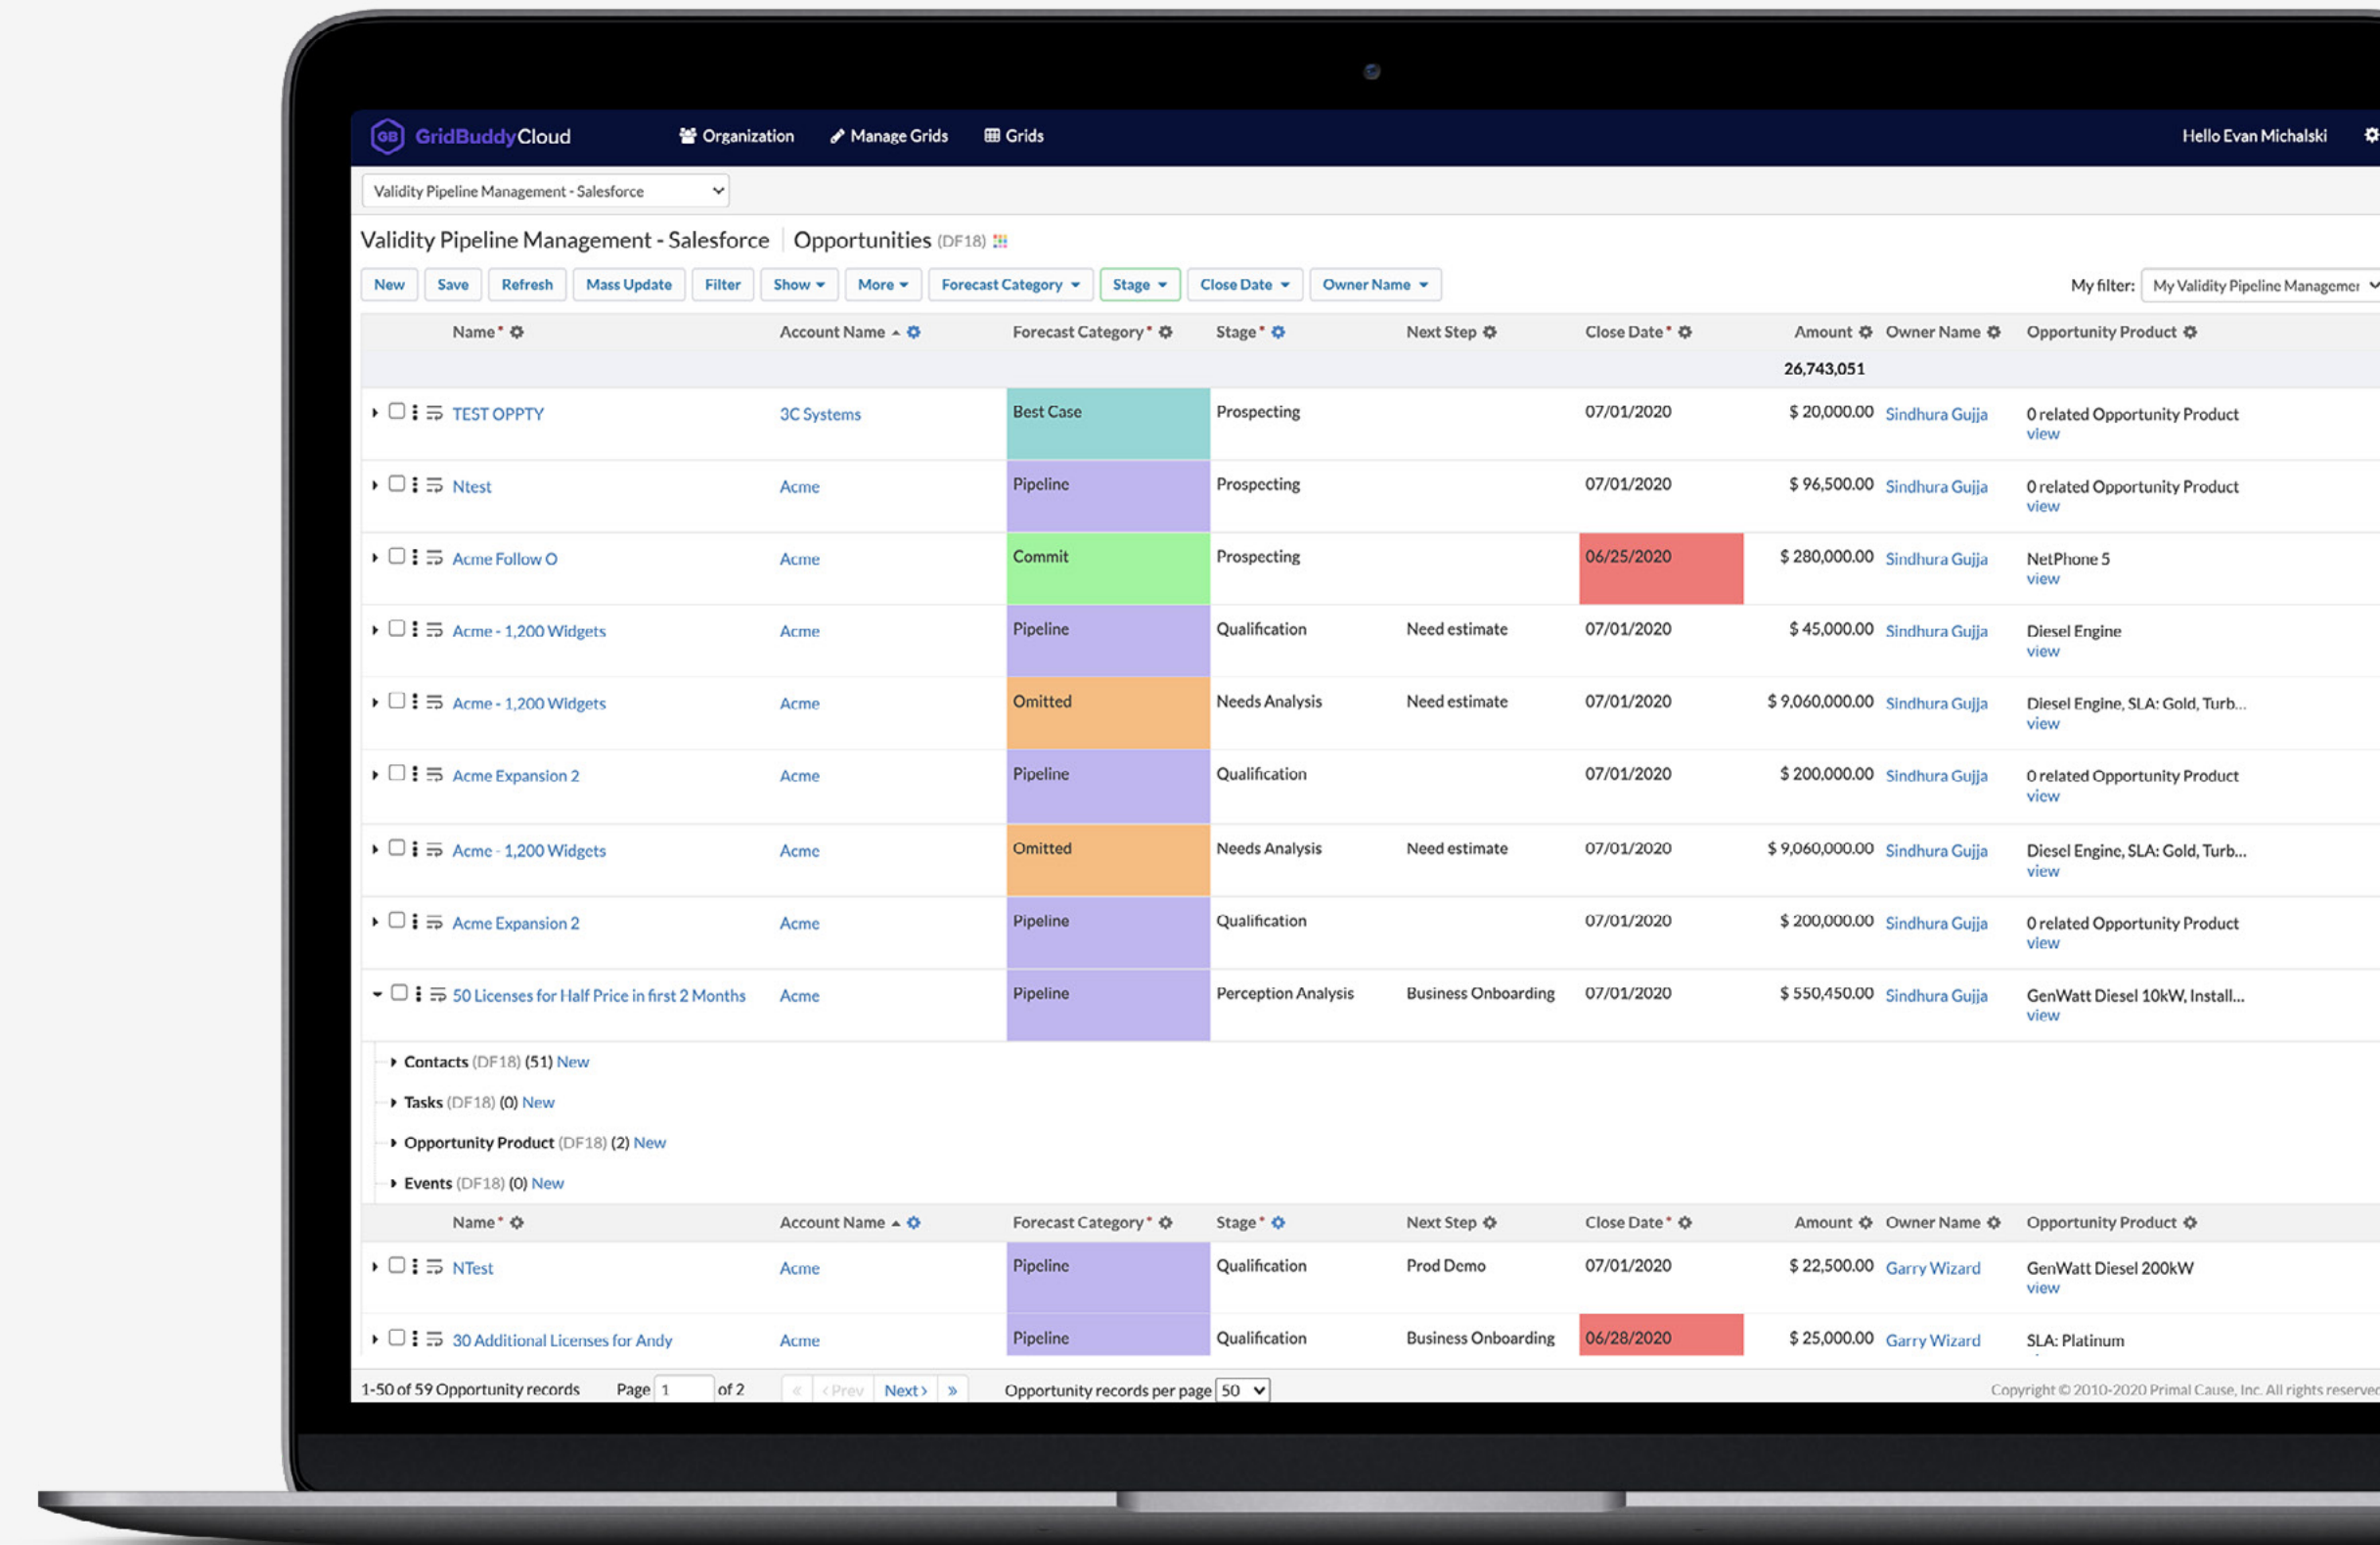 GB GridBuddyCloud Organization Manage Grids Grids Hello Evan Michalski
Validity Pipeline Management - Salesforce
Validity Pipeline Management - Salesforce Opportunities (DF18)
New Save Refresh Mass Update Filter Show More Forecast Category Stage Close Date Owner Name My filter: My Validity Pipeline Managemer
Name* Account Name Forecast Category* Stage* Next Step Close Date* Amount Owner Name Opportunity Product
26,743,051
TEST OPPTY 3C Systems Best Case Prospecting 07/01/2020 $ 20,000.00 Sindhura Gujja 0 related Opportunity Product
view
Ntest Acme Pipeline Prospecting 07/01/2020 $ 96,500.00 Sindhura Gujja 0 related Opportunity Product
view
Acme Follow O Acme Commit Prospecting 06/25/2020 $ 280,000.00 Sindhura Gujja NetPhone 5
view
Acme - 1,200 Widgets Acme Pipeline Qualification Need estimate 07/01/2020 $ 45,000.00 Sindhura Gujja Diesel Engine
view
Acme - 1,200 Widgets Acme Omitted Needs Analysis Need estimate 07/01/2020 $ 9,060,000.00 Sindhura Gujja Diesel Engine, SLA: Gold, Turb...
view
Acme Expansion 2 Acme Pipeline Qualification 07/01/2020 $ 200,000.00 Sindhura Gujja 0 related Opportunity Product
view
Acme - 1,200 Widgets Acme Omitted Needs Analysis Need estimate 07/01/2020 $ 9,060,000.00 Sindhura Gujja Diesel Engine, SLA: Gold, Turb...
view
Acme Expansion 2 Acme Pipeline Qualification 07/01/2020 $ 200,000.00 Sindhura Gujja 0 related Opportunity Product
view
50 Licenses for Half Price in first 2 Months Acme Pipeline Perception Analysis Business Onboarding 07/01/2020 $ 550,450.00 Sindhura Gujja GenWatt Diesel 10kW, Install...
view
Contacts (DF18) (51) New
Tasks (DF18) (0) New
Opportunity Product (DF18) (2) New
Events (DF18) (0) New
Name* Account Name Forecast Category* Stage* Next Step Close Date* Amount Owner Name Opportunity Product
NTest Acme Pipeline Qualification Prod Demo 07/01/2020 $ 22,500.00 Garry Wizard GenWatt Diesel 200kW
view
30 Additional Licenses for Andy Acme Pipeline Qualification Business Onboarding 06/28/2020 $ 25,000.00 Garry Wizard SLA: Platinum
1-50 of 59 Opportunity records Page 1 of 2 « ‹ Prev Next › » Opportunity records per page 50 Copyright © 2010-2020 Primal Cause, Inc. All rights reserved